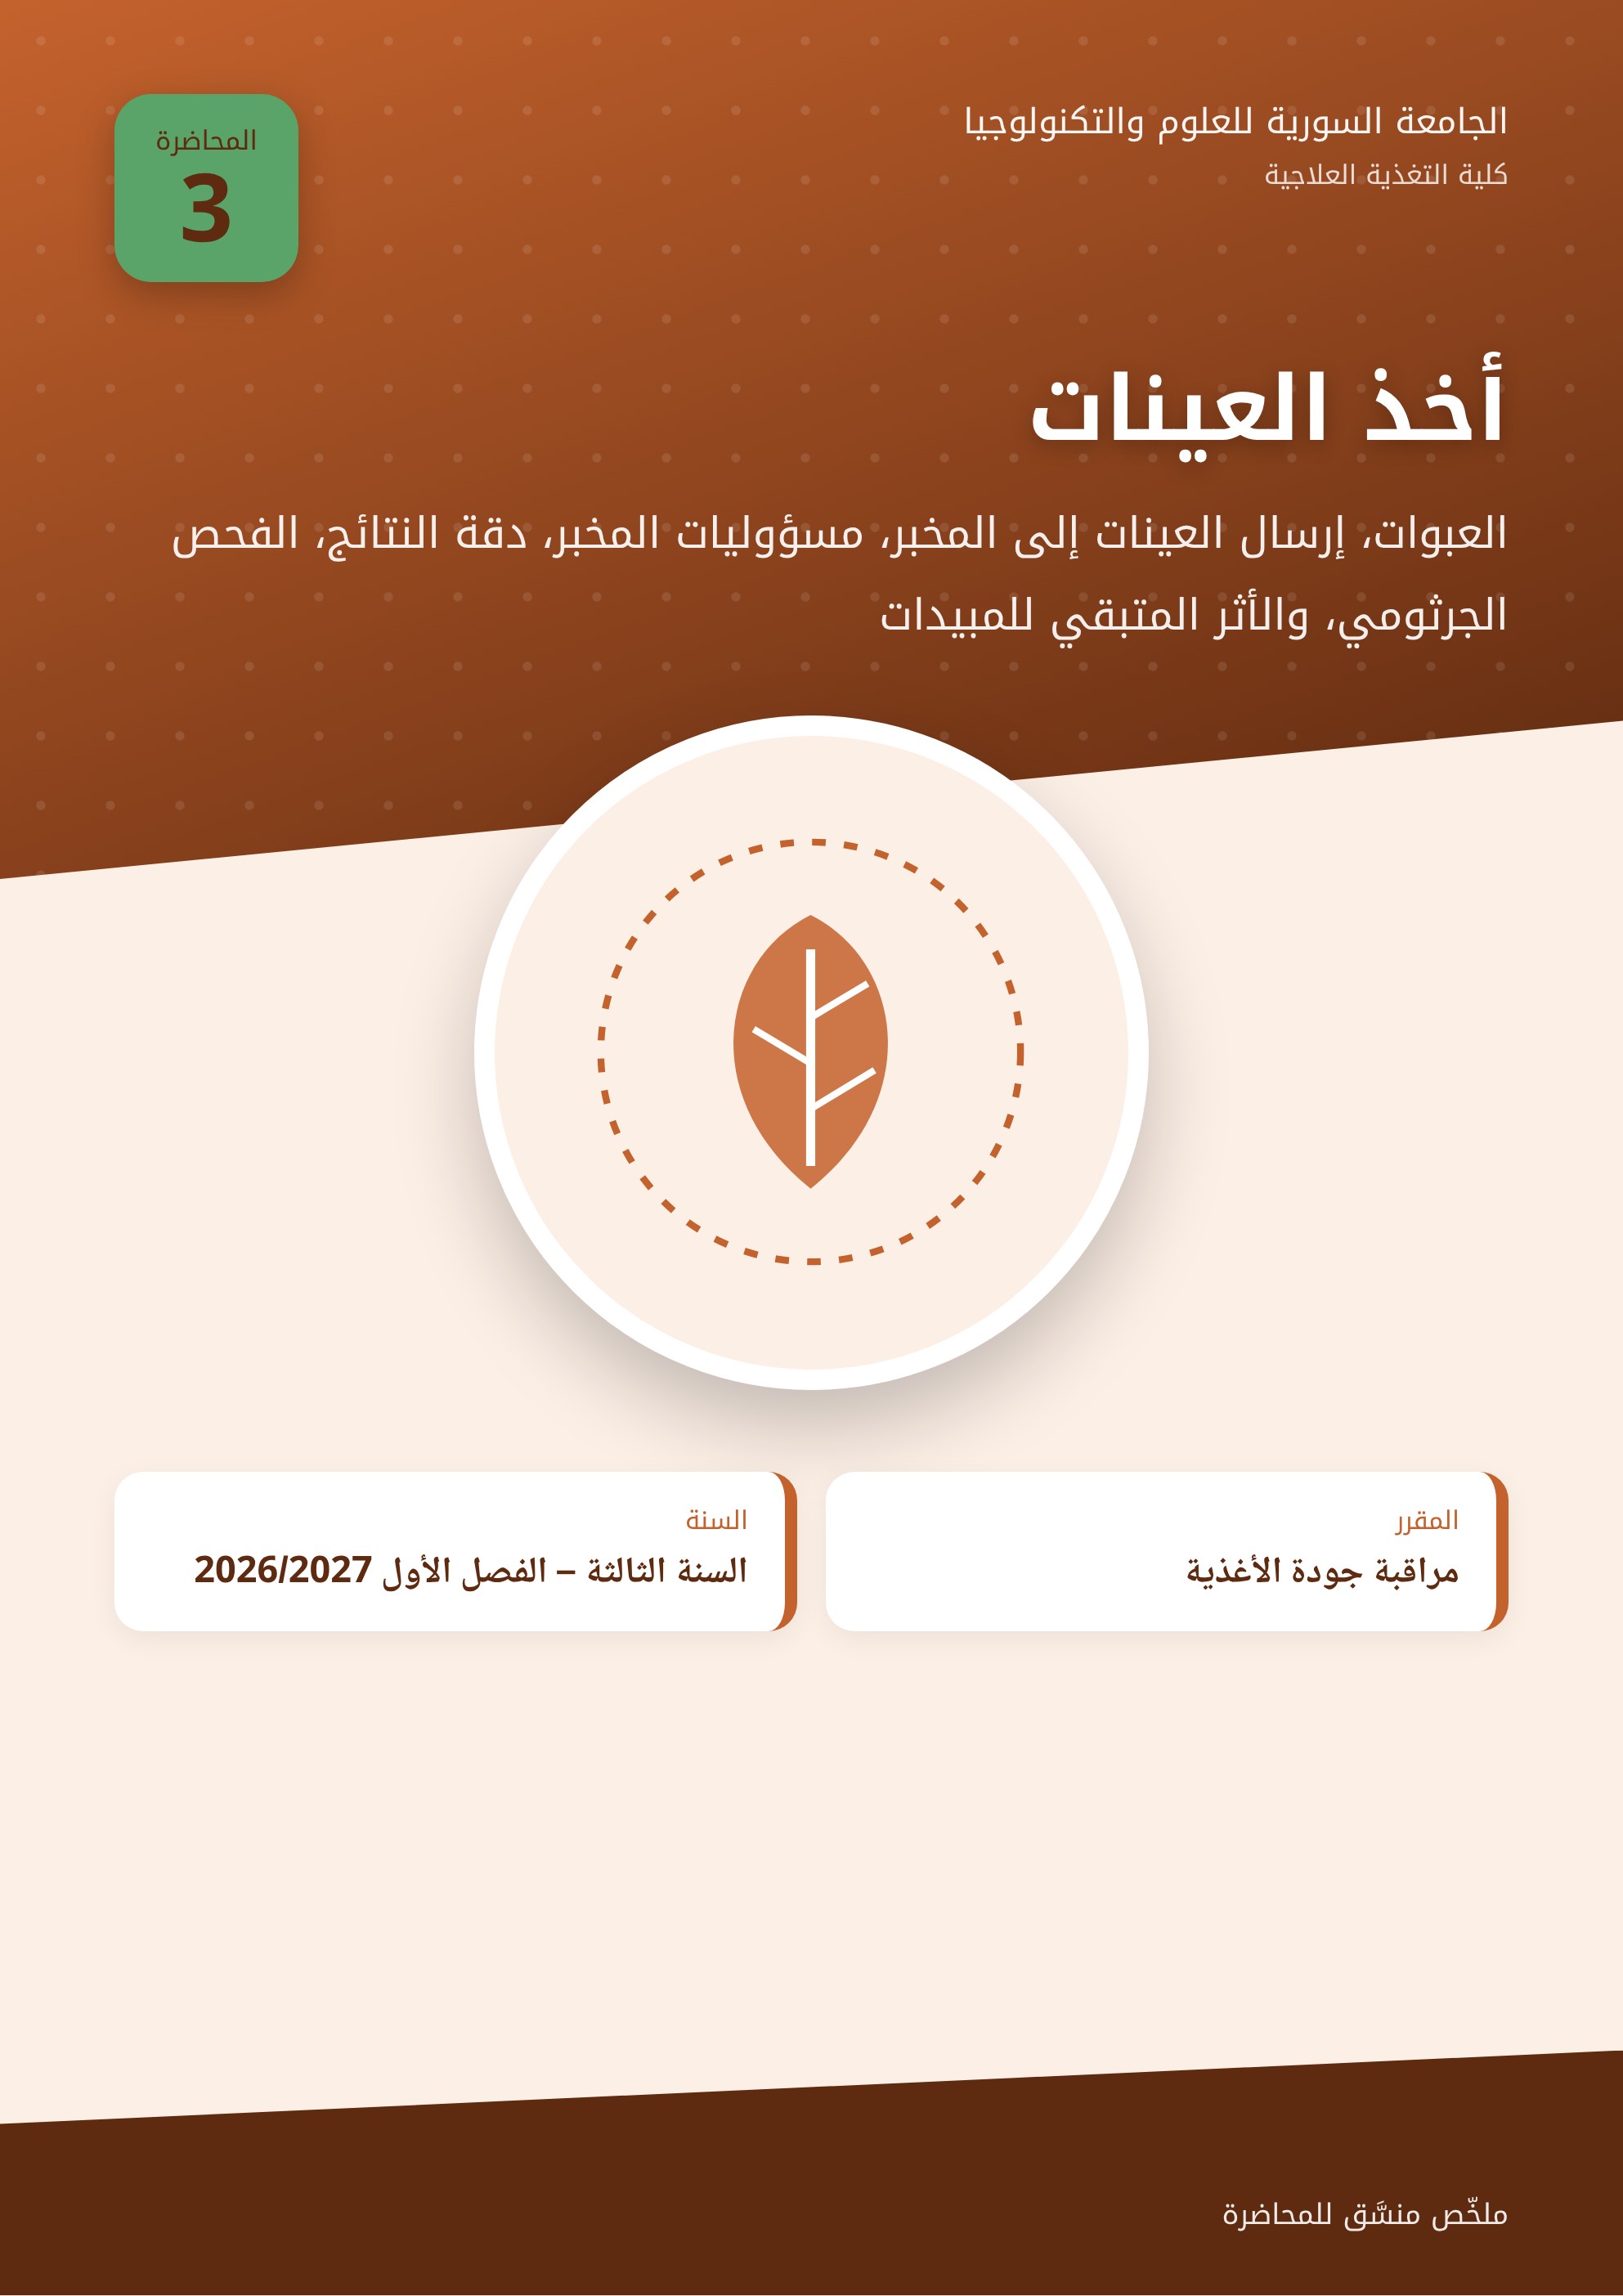 الجامعة السورية للعلوم والتكنولوجيا
كلية التغذية العلاجية
المحاضرة
3
أخذ العينات
العبوات، إرسال العينات إلى المخبر، مسؤوليات المخبر، دقة النتائج، الفحص
الجرثومي، والأثر المتبقي للمبيدات
المقرر
مراقبة جودة الأغذية
السنة
السنة الثالثة – الفصل الأول 2026/2027
ملخّص منسَّق للمحاضرة